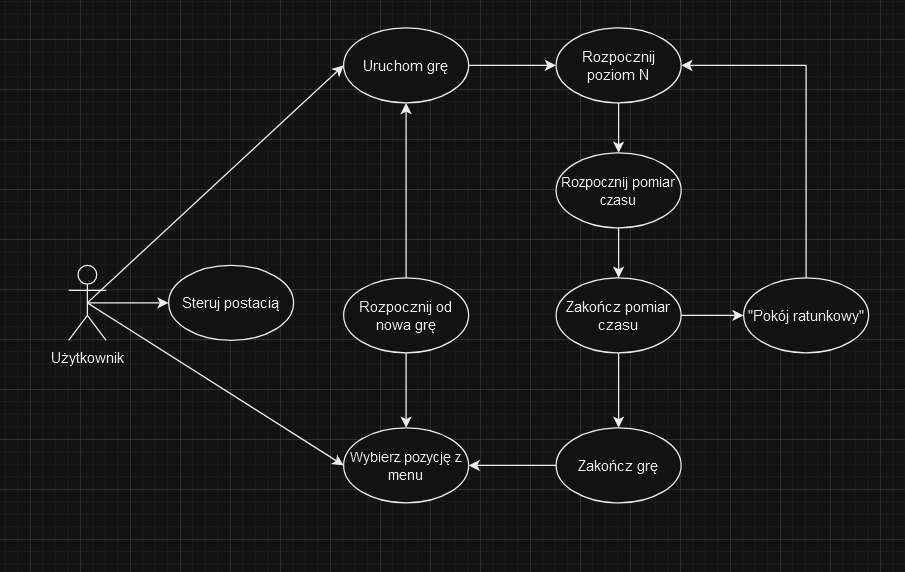 Uruchom grę
Rozpocznij
poziom N
Rozpocznij pomiar
czasu
Steruj postacią
Rozpocznij od
nowa grę
Zakończ pomiar
czasu
"Pokój ratunkowy"
Użytkownik
Wybierz pozycję z
menu
Zakończ grę